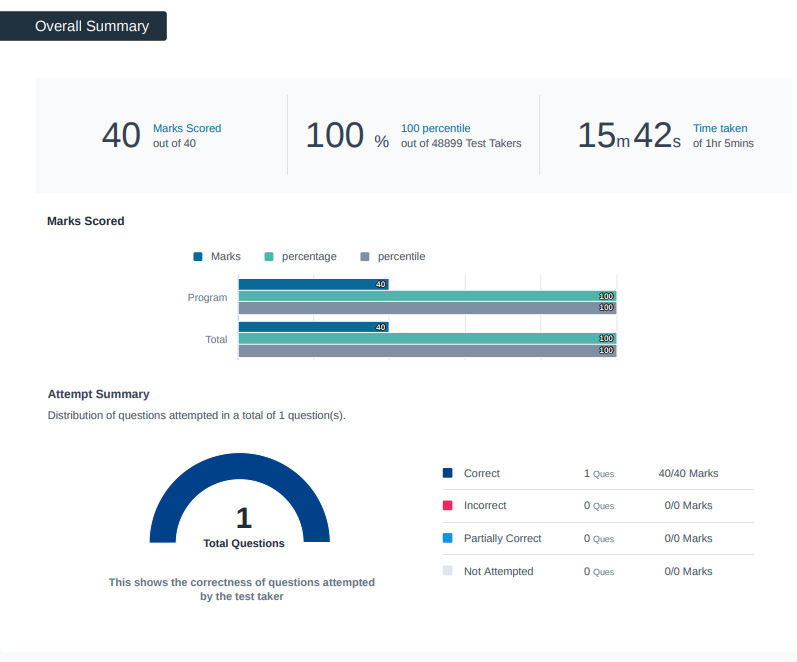 Overall Summary
40 Marks Scored
out of 40
100 % 100 percentile
out of 48899 Test Takers
15m 42s Time taken
of 1hr 5mins
Marks Scored
Marks percentage percentile
Program 40
100
100
Total 40
100
100
Attempt Summary
Distribution of questions attempted in a total of 1 question(s).
1
Total Questions
This shows the correctness of questions attempted
by the test taker
Correct 1 Ques 40/40 Marks
Incorrect 0 Ques 0/0 Marks
Partially Correct 0 Ques 0/0 Marks
Not Attempted 0 Ques 0/0 Marks